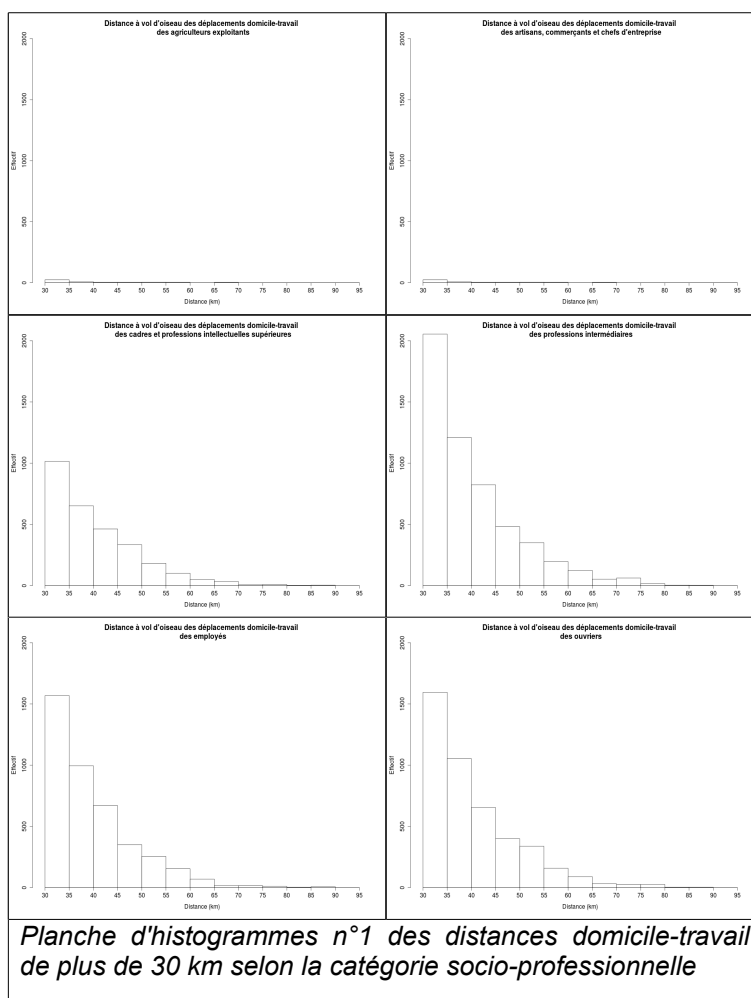 Distance à vol d'oiseau des déplacements domicile-travail
des agriculteurs exploitants
2000
1500
1000
Effectif
500
0
30 35 40 45 50 55 60 65 70 75 80 85 90 95
Distance (km)
Distance à vol d'oiseau des déplacements domicile-travail
des artisans, commerçants et chefs d'entreprise
2000
1500
1000
Effectif
500
0
30 35 40 45 50 55 60 65 70 75 80 85 90 95
Distance (km)
Distance à vol d'oiseau des déplacements domicile-travail
des cadres et professions intellectuelles supérieures
2000
1500
1000
Effectif
500
0
30 35 40 45 50 55 60 65 70 75 80 85 90 95
Distance (km)
Distance à vol d'oiseau des déplacements domicile-travail
des professions intermédiaires
2000
1500
1000
Effectif
500
0
30 35 40 45 50 55 60 65 70 75 80 85 90 95
Distance (km)
Distance à vol d'oiseau des déplacements domicile-travail
des employés
2000
1500
1000
Effectif
500
0
30 35 40 45 50 55 60 65 70 75 80 85 90 95
Distance (km)
Distance à vol d'oiseau des déplacements domicile-travail
des ouvriers
2000
1500
1000
Effectif
500
0
30 35 40 45 50 55 60 65 70 75 80 85 90 95
Distance (km)
Planche d'histogrammes n°1 des distances domicile-travail
de plus de 30 km selon la catégorie socio-professionnelle